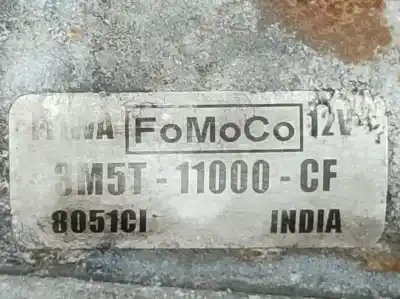 FoMoCo 12V
3M5T-11000-CF
8051CI INDIA